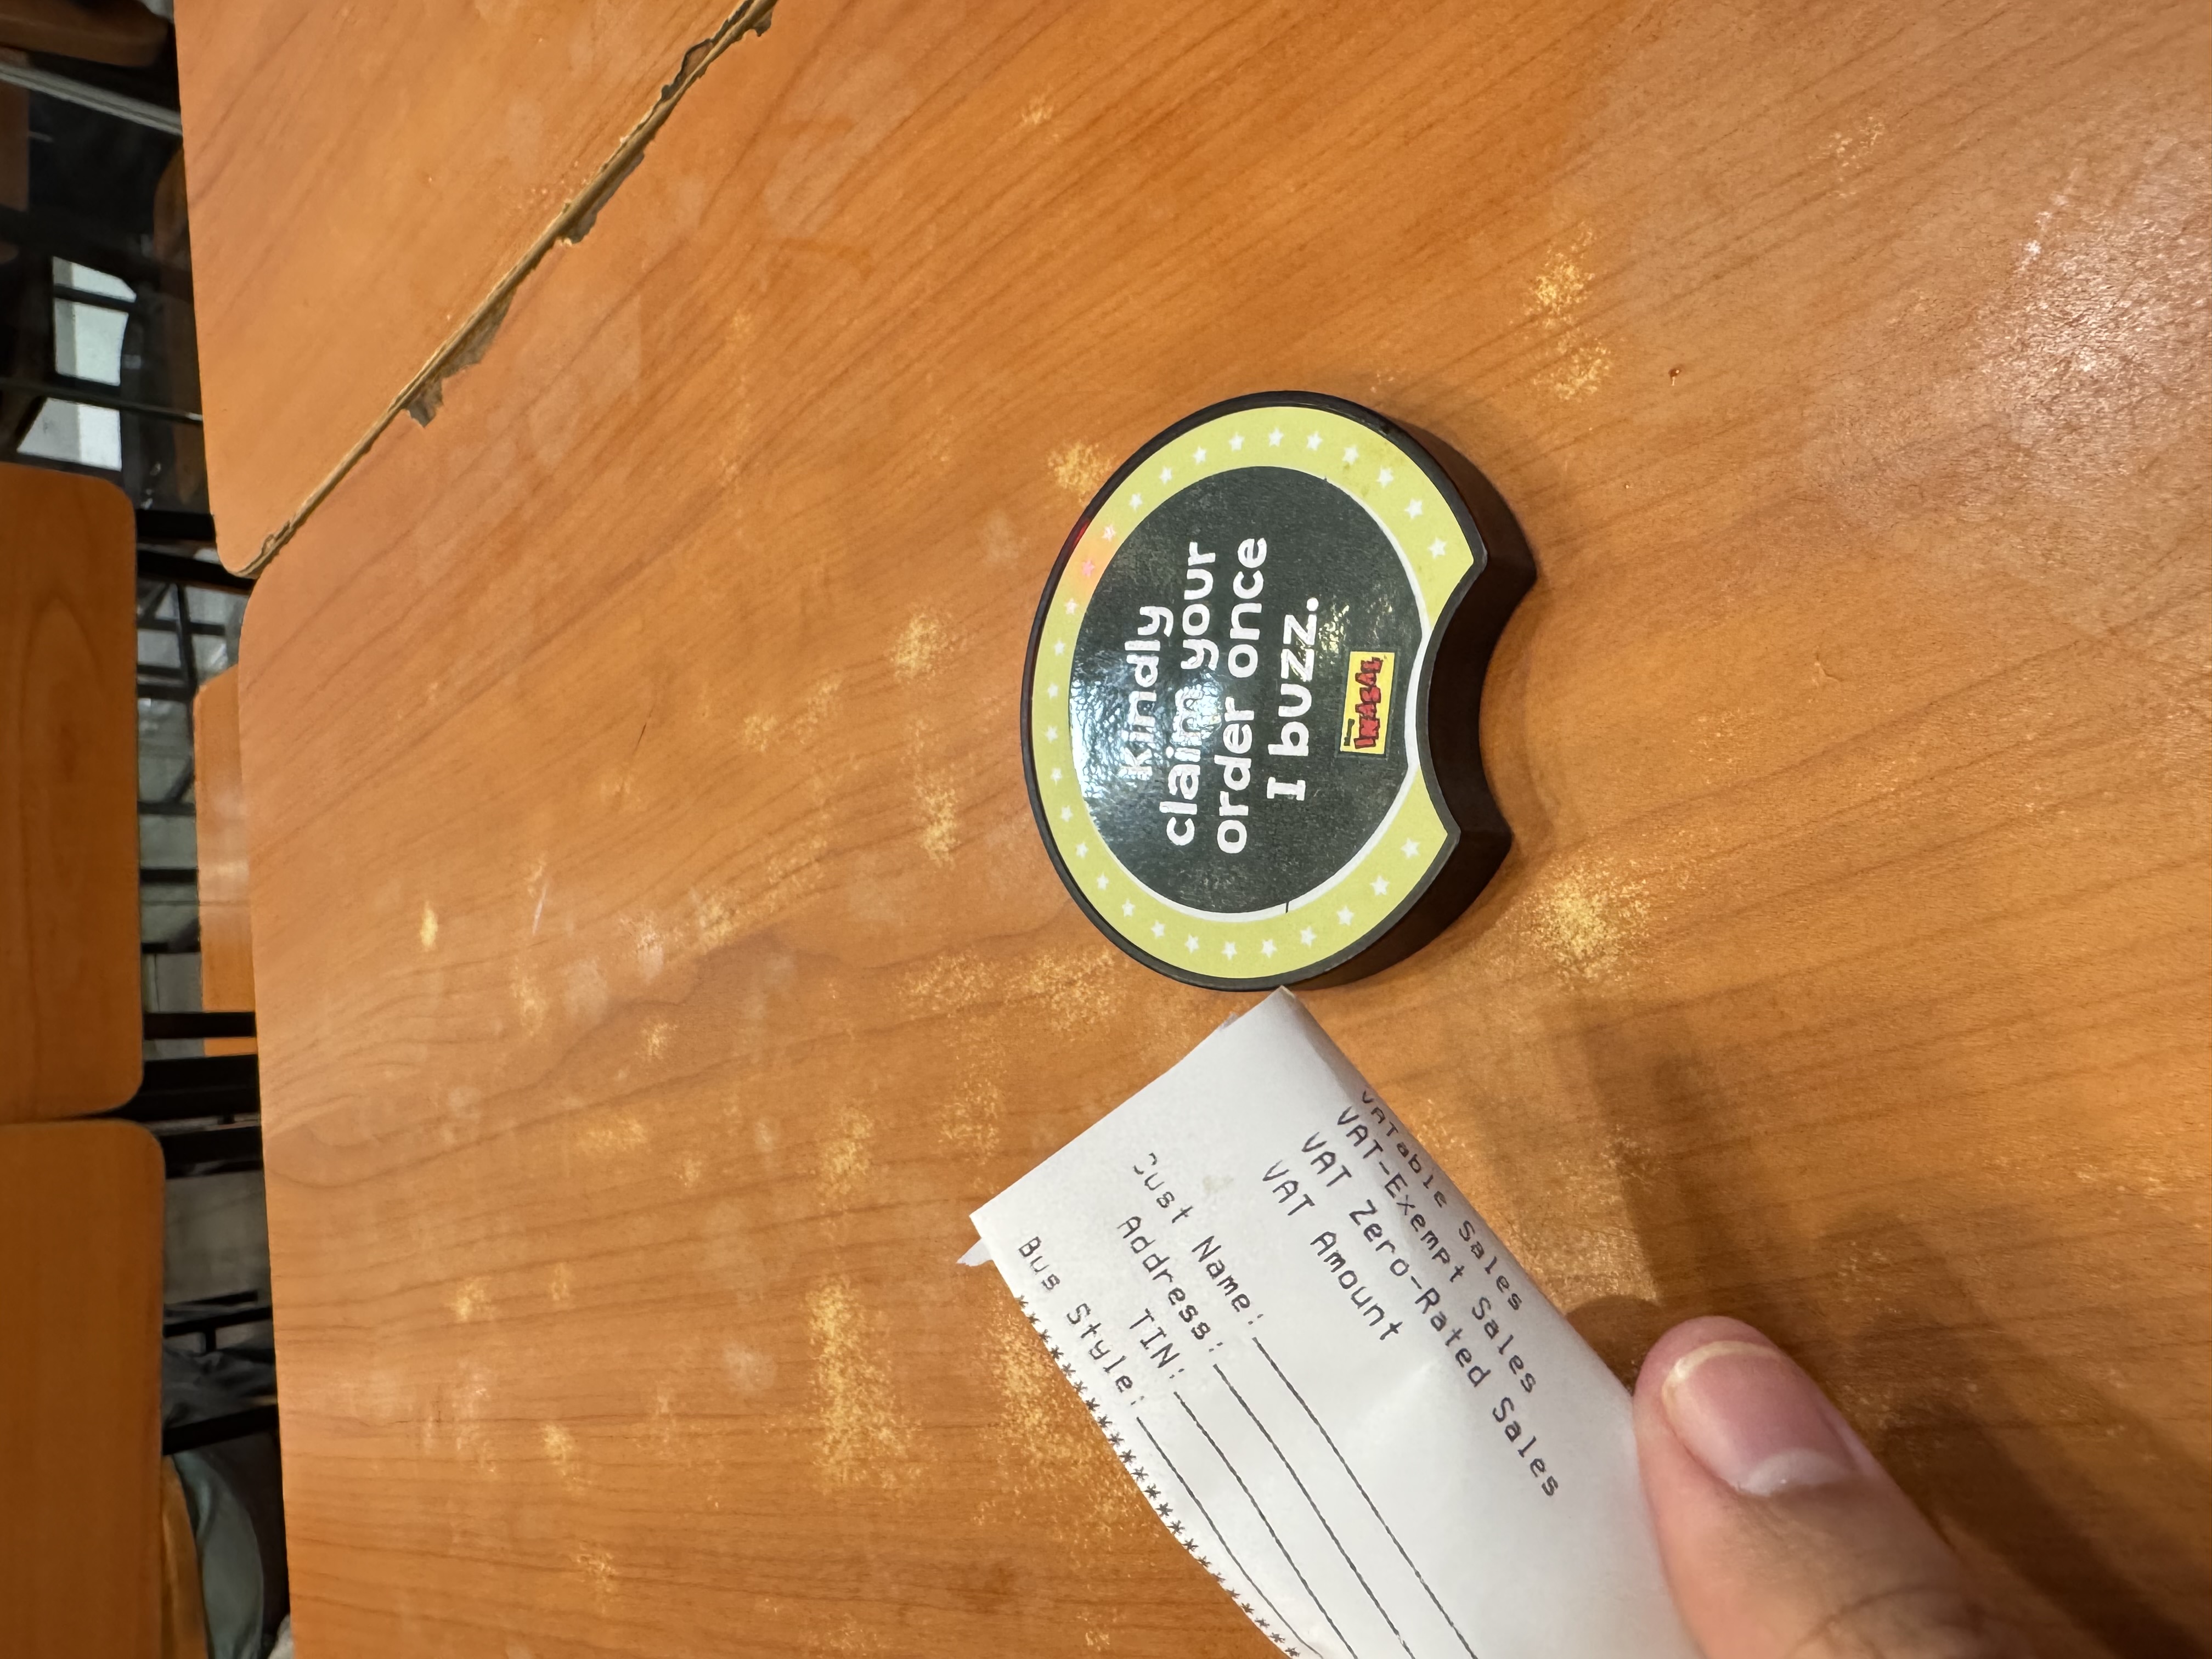 Kindly
claim your
order once
I buzz.
Mang
INASAL
VATable Sales
VAT-Exempt Sales
VAT Zero-Rated Sales
VAT Amount
Cust Name:
Address:
TIN:
Bus Style:
****************************